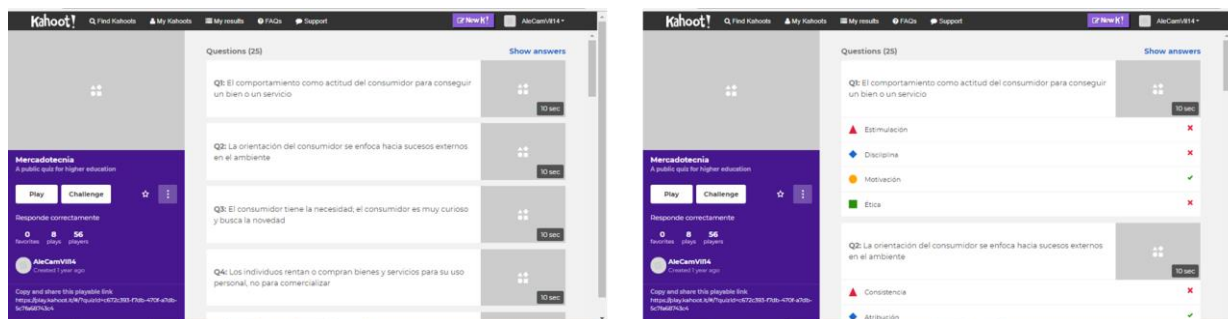 Kahoot! Find Kahoots My Kahoots My results FAQs Support New K! AleCamVill14
Questions (25) Show answers
Q1: El comportamiento como actitud del consumidor para conseguir
un bien o un servicio
10 sec
Q2: La orientación del consumidor se enfoca hacia sucesos externos
en el ambiente
10 sec
Q3: El consumidor tiene la necesidad; el consumidor es muy curioso
y busca la novedad
10 sec
Q4: Los individuos rentan o compran bienes y servicios para su uso
personal, no para comercializar
10 sec
Mercadotecnia
A public quiz for higher education
Play Challenge
Responde correctamente
0 8 56
favorites plays players
AleCamVill14
Created 1 year ago
Copy and share this playable link
Kahoot! Find Kahoots My Kahoots My results FAQs Support New K! AleCamVill14
Questions (25) Show answers
Q1: El comportamiento como actitud del consumidor para conseguir
un bien o un servicio
10 sec
Estimulación
Disciplina
Motivación
Ética
Q2: La orientación del consumidor se enfoca hacia sucesos externos
en el ambiente
10 sec
Consistencia
Atribución
Mercadotecnia
A public quiz for higher education
Play Challenge
Responde correctamente
0 8 56
favorites plays players
AleCamVill14
Created 1 year ago
Copy and share this playable link